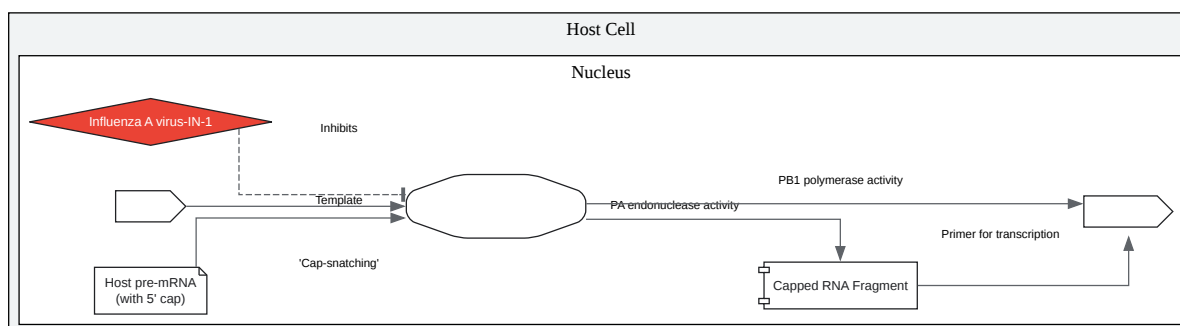 Host Cell
Nucleus
Influenza A virus-IN-1
Inhibits
PB1 polymerase activity
Template
PA endonuclease activity
Primer for transcription
'Cap-snatching'
Host pre-mRNA
(with 5' cap)
Capped RNA Fragment